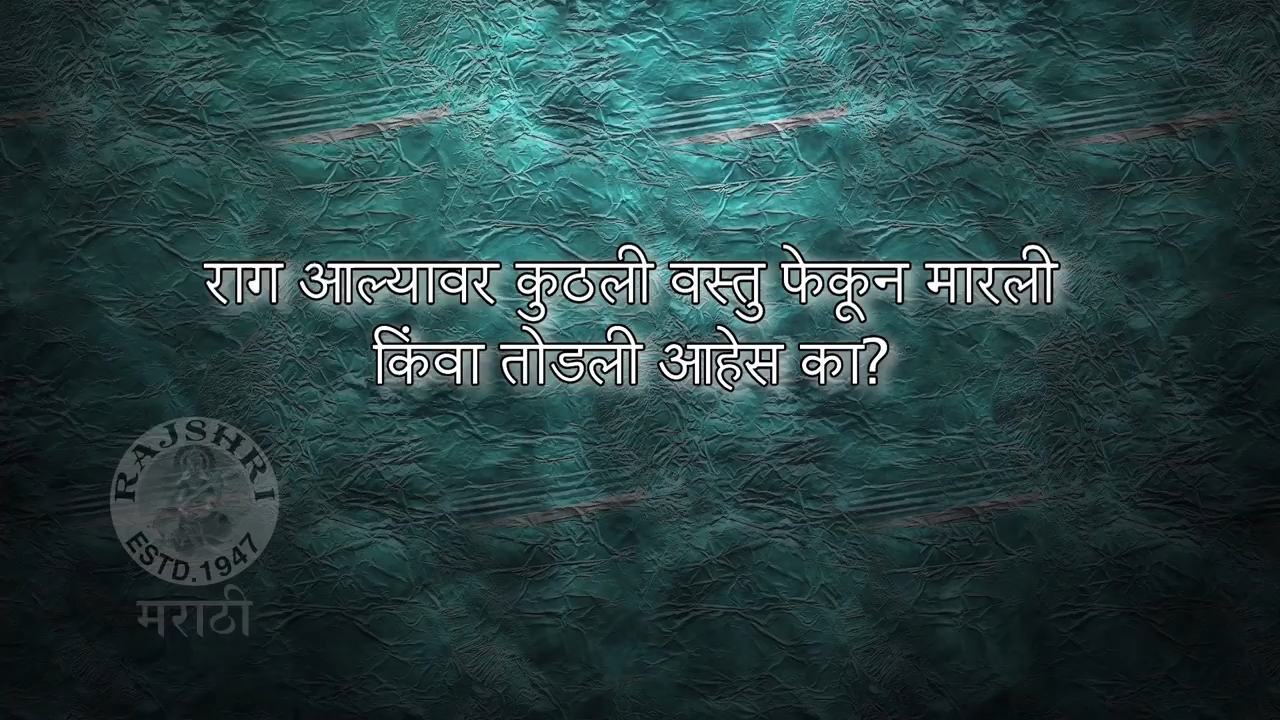 राग आल्यावर कुठली वस्तु फेकून मारली
किंवा तोडली आहेस का?
RAJSHRI
ESTD.1947
मराठी